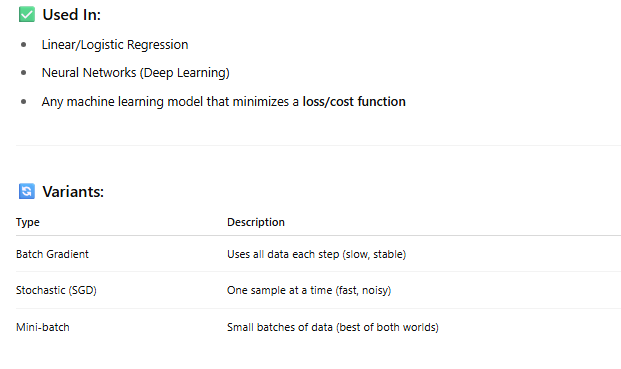 ✅ Used In:
• Linear/Logistic Regression
• Neural Networks (Deep Learning)
• Any machine learning model that minimizes a loss/cost function
🔄 Variants:
Type Description
Batch Gradient Uses all data each step (slow, stable)
Stochastic (SGD) One sample at a time (fast, noisy)
Mini-batch Small batches of data (best of both worlds)